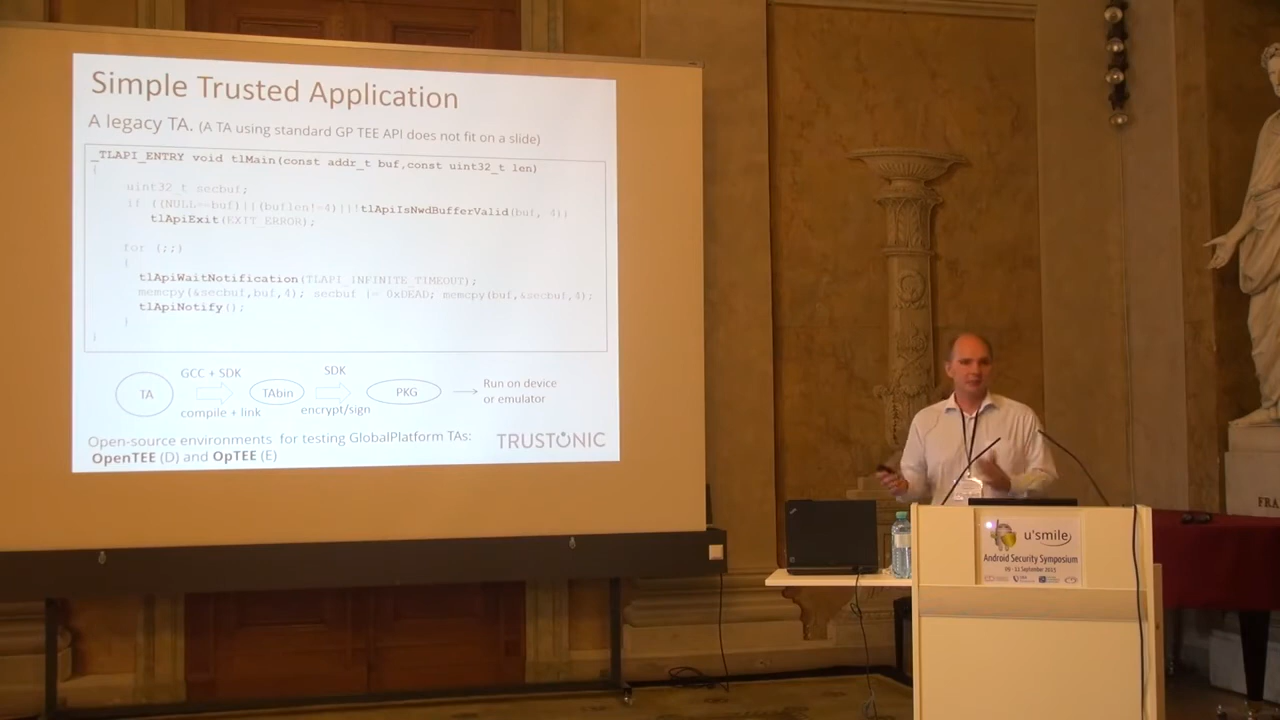 Simple Trusted Application
A legacy TA. (A TA using standard GP TEE API does not fit on a slide)
_TLAPI_ENTRY void tlMain(const addr_t buf,const uint32_t len)
{
uint32_t secbuf;
if ((NULL==buf)||(buflen!=4)||!tlApiIsNwdBufferValid(buf, 4))
tlApiExit(EXIT_ERROR);
for (;;)
{
tlApiWaitNotification(TLAPI_INFINITE_TIMEOUT);
memcpy(&secbuf,buf,4); secbuf |= 0xDEAD; memcpy(buf,&secbuf,4);
tlApiNotify();
}
}
TA
GCC + SDK
compile + link
TAbin
SDK
encrypt/sign
PKG
Run on device
or emulator
Open-source environments for testing GlobalPlatform TAs:
OpenTEE (D) and OpTEE (E)
TRUSTONIC
u'smile
Android Security Symposium
September 2015
FRA